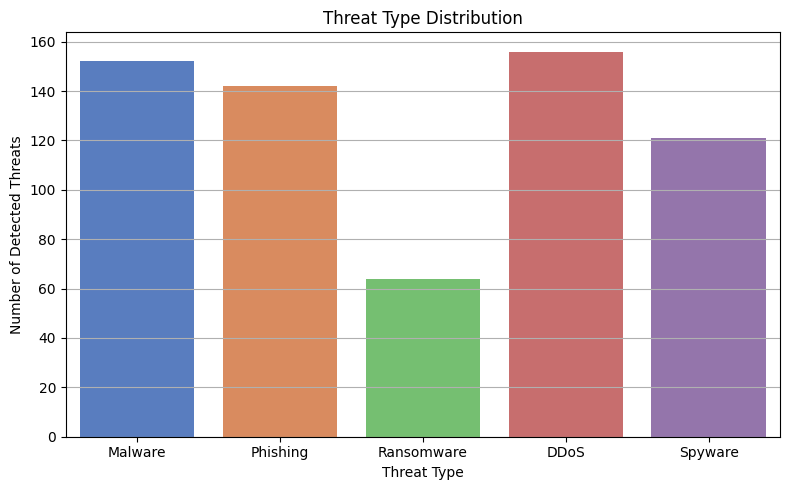 Threat Type Distribution
Number of Detected Threats
160
140
120
100
80
60
40
20
0
Malware Phishing Ransomware DDoS Spyware
Threat Type